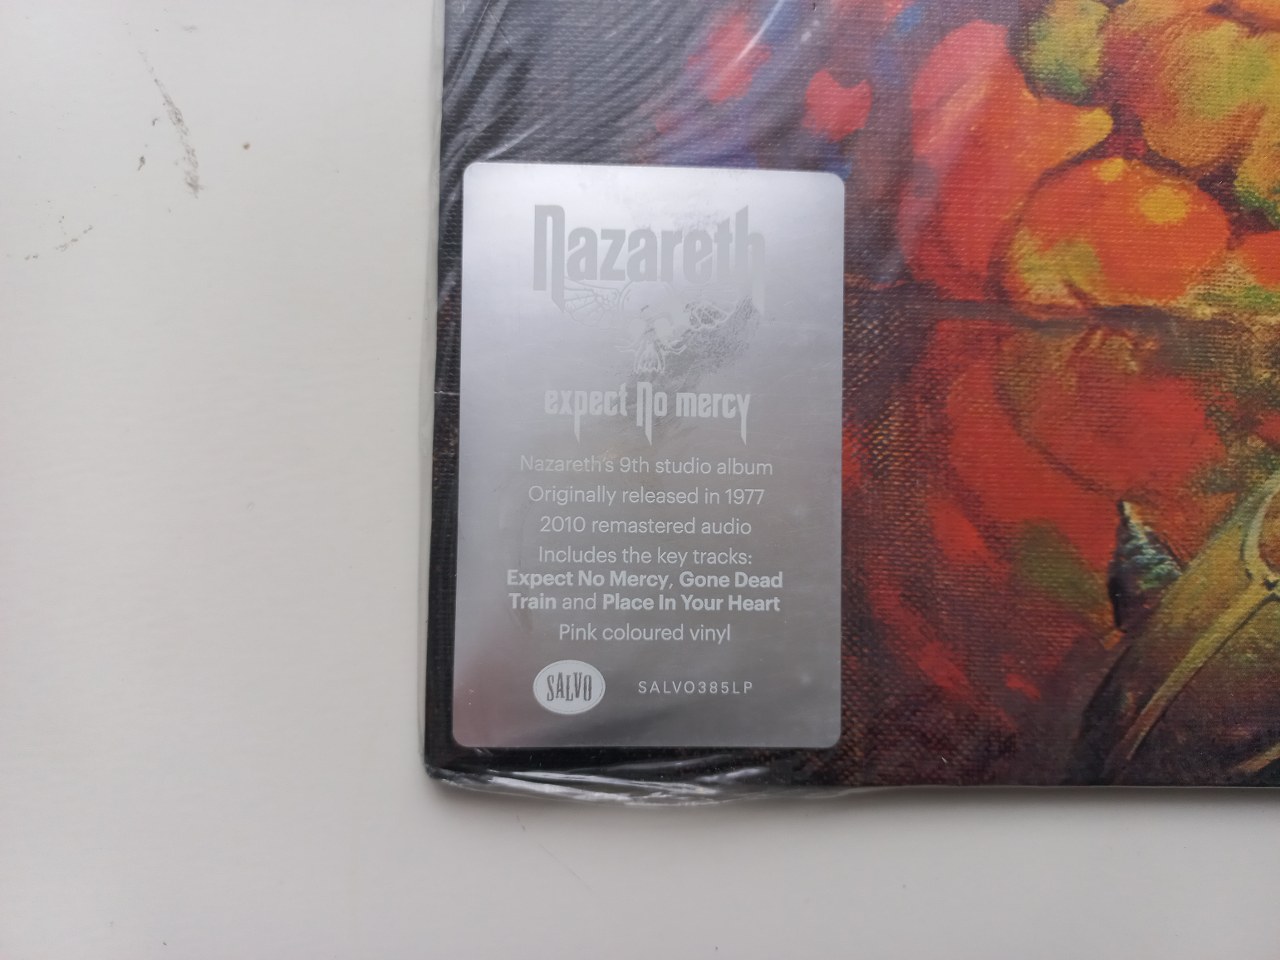 Nazareth
expect No mercy
Nazareth's 9th studio album
Originally released in 1977
2010 remastered audio
Includes the key tracks:
Expect No Mercy, Gone Dead
Train and Place In Your Heart
Pink coloured vinyl
SALVO SALVO385LP